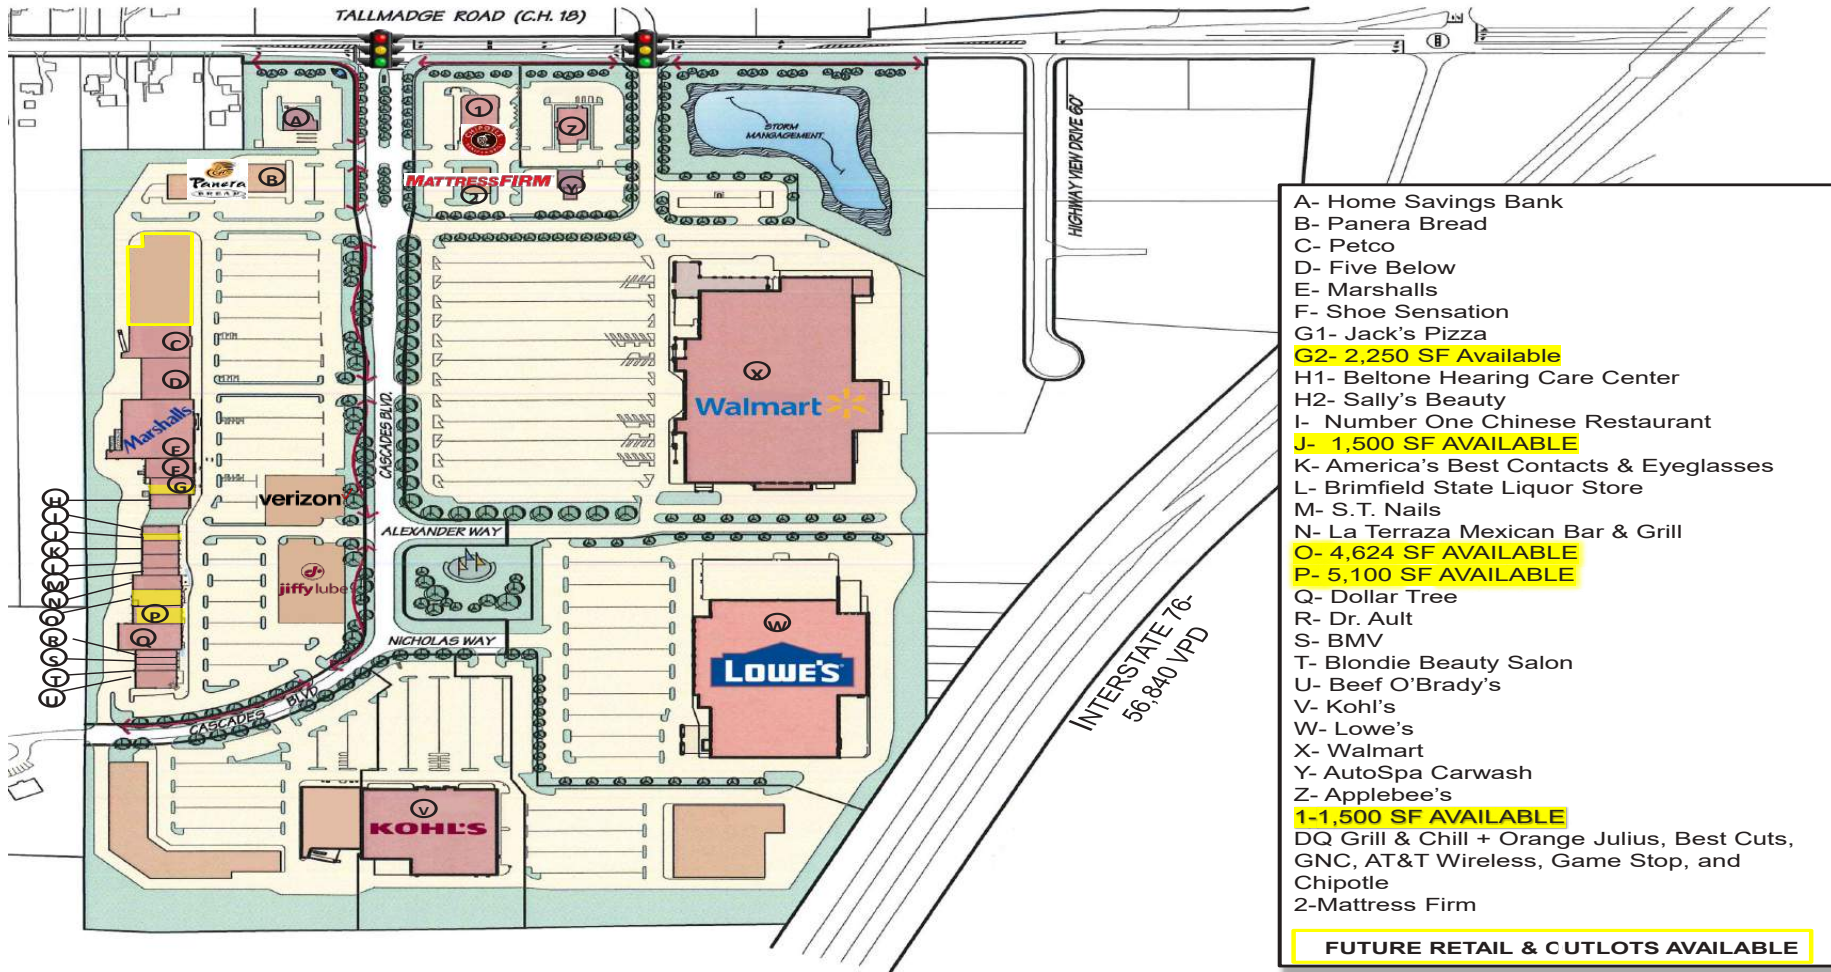 TALLMADGE ROAD (C.H. 18)
A
1
CHIPOTLE
Z
STORM
MANGAGEMENT
HIGHWAY VIEW DRIVE 60'
Panera
BREAD
B
MATTRESSFIRM
2
Y
C
D
Marshalls
E
F
G
X
Walmart
CASCADES BLVD.
verizon
ALEXANDER WAY
H
I
J
K
L
M
N
O
R
S
T
U
P
Q
jiffylube
NICHOLAS WAY
W
LOWE'S
INTERSTATE 76-
56,840 VPD
CASCADES BLVD
V
KOHL'S
A- Home Savings Bank
B- Panera Bread
C- Petco
D- Five Below
E- Marshalls
F- Shoe Sensation
G1- Jack's Pizza
G2- 2,250 SF Available
H1- Beltone Hearing Care Center
H2- Sally's Beauty
I- Number One Chinese Restaurant
J- 1,500 SF AVAILABLE
K- America's Best Contacts & Eyeglasses
L- Brimfield State Liquor Store
M- S.T. Nails
N- La Terraza Mexican Bar & Grill
O- 4,624 SF AVAILABLE
P- 5,100 SF AVAILABLE
Q- Dollar Tree
R- Dr. Ault
S- BMV
T- Blondie Beauty Salon
U- Beef O'Brady's
V- Kohl's
W- Lowe's
X- Walmart
Y- AutoSpa Carwash
Z- Applebee's
1-1,500 SF AVAILABLE
DQ Grill & Chill + Orange Julius, Best Cuts,
GNC, AT&T Wireless, Game Stop, and
Chipotle
2-Mattress Firm
FUTURE RETAIL & OUTLOTS AVAILABLE